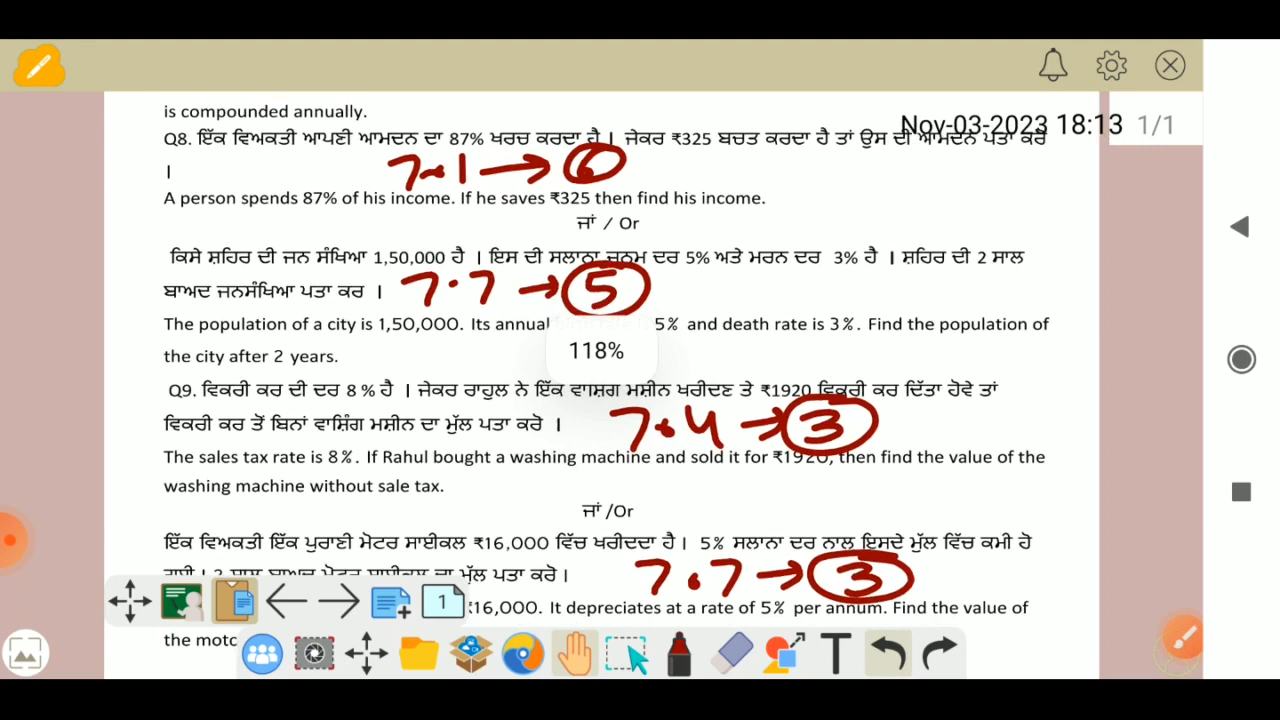 is compounded annually.
Nov-03-2023 18:13 1/1
Q8. ਇੱਕ ਵਿਅਕਤੀ ਆਪਣੀ ਆਮਦਨ ਦਾ 87% ਖਰਚ ਕਰਦਾ ਹੈ । ਜੇਕਰ ₹325 ਬਚਤ ਕਰਦਾ ਹੈ ਤਾਂ ਉਸ ਦੀ ਆਮਦਨ ਪਤਾ ਕਰੋ
।
7.1 → 6
A person spends 87% of his income. If he saves ₹325 then find his income.
ਜਾਂ / Or
ਕਿਸੇ ਸ਼ਹਿਰ ਦੀ ਜਨ ਸੰਖਿਆ 1,50,000 ਹੈ । ਇਸ ਦੀ ਸਲਾਨਾ ਜਨਮ ਦਰ 5% ਅਤੇ ਮਰਨ ਦਰ 3% ਹੈ । ਸ਼ਹਿਰ ਦੀ 2 ਸਾਲ
ਬਾਅਦ ਜਨਸੰਖਿਆ ਪਤਾ ਕਰ ।
7.7 → 5
The population of a city is 1,50,000. Its annual 5% and death rate is 3%. Find the population of
118%
the city after 2 years.
Q9. ਵਿਕਰੀ ਕਰ ਦੀ ਦਰ 8 % ਹੈ । ਜੇਕਰ ਰਾਹੁਲ ਨੇ ਇੱਕ ਵਾਸ਼ਿੰਗ ਮਸ਼ੀਨ ਖਰੀਦਣ ਤੇ ₹1920 ਵਿਕਰੀ ਕਰ ਦਿੱਤਾ ਹੋਵੇ ਤਾਂ
ਵਿਕਰੀ ਕਰ ਤੋਂ ਬਿਨਾਂ ਵਾਸ਼ਿੰਗ ਮਸ਼ੀਨ ਦਾ ਮੁੱਲ ਪਤਾ ਕਰੋ ।
7.4 → 3
The sales tax rate is 8%. If Rahul bought a washing machine and sold it for ₹1920, then find the value of the
washing machine without sale tax.
ਜਾਂ /Or
ਇੱਕ ਵਿਅਕਤੀ ਇੱਕ ਪੁਰਾਣੀ ਮੋਟਰ ਸਾਈਕਲ ₹16,000 ਵਿੱਚ ਖਰੀਦਦਾ ਹੈ। 5% ਸਲਾਨਾ ਦਰ ਨਾਲ ਇਸਦੇ ਮੁੱਲ ਵਿੱਚ ਕਮੀ ਹੋ
ਮੁੱਲ ਪਤਾ ਕਰੋ ।
7.7 → 3
₹16,000. It depreciates at a rate of 5% per annum. Find the value of
1
the
T